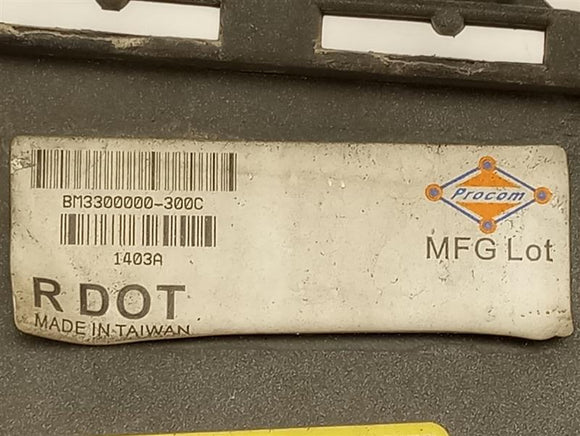 BM3300000-300C
1403A
R DOT
MADE IN TAIWAN
Procom
MFG Lot